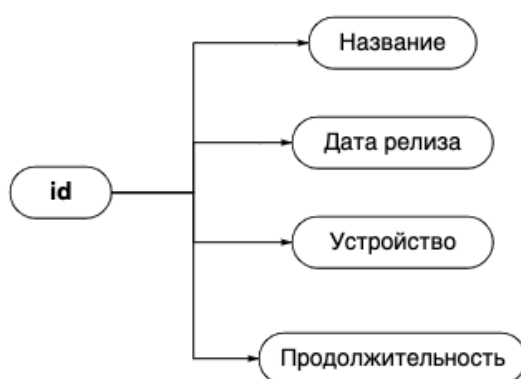 Название
Дата релиза
id
Устройство
Продолжительность